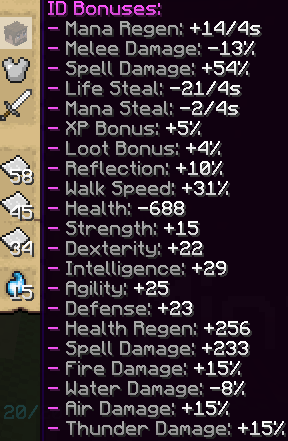 ID Bonuses:
- Mana Regen: +14/4s
- Melee Damage: -13%
- Spell Damage: +54%
- Life Steal: -21/4s
- Mana Steal: -2/4s
- XP Bonus: +5%
- Loot Bonus: +4%
- Reflection: +10%
- Walk Speed: +31%
- Health: -688
- Strength: +15
- Dexterity: +22
- Intelligence: +29
- Agility: +25
- Defense: +23
- Health Regen: +256
- Spell Damage: +233
- Fire Damage: +15%
- Water Damage: -8%
- Air Damage: +15%
- Thunder Damage: +15%
58
45
34
15
20/